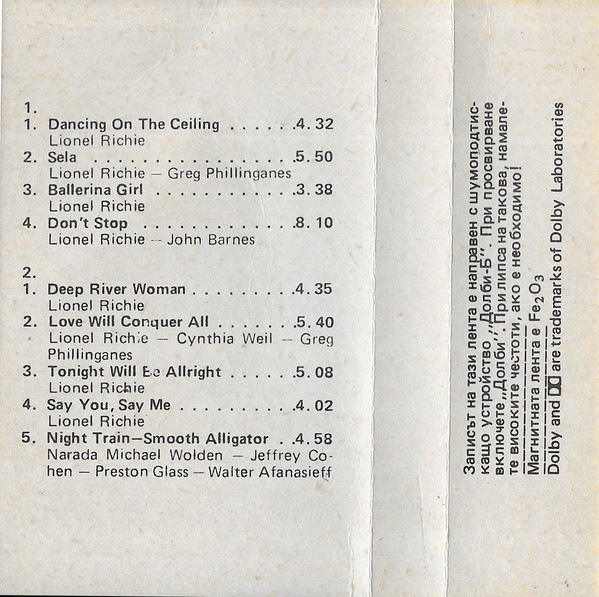 1.
1. Dancing On The Ceiling . . . . . .4. 32
Lionel Richie
2. Sela . . . . . . . . . . . . . . . .5. 50
Lionel Richie – Greg Phillinganes
3. Ballerina Girl . . . . . . . . . . . .3. 38
Lionel Richie
4. Don't Stop . . . . . . . . . . . . .8. 10
Lionel Richie – John Barnes
2.
1. Deep River Woman . . . . . . . . .4. 35
Lionel Richie
2. Love Will Conquer All . . . . . . .5. 40
Lionel Richie – Cynthia Weil – Greg
Phillinganes
3. Tonight Will Be Allright . . . . . .5. 08
Lionel Richie
4. Say You, Say Me . . . . . . . . . .4. 02
Lionel Richie
5. Night Train–Smooth Alligator . .4. 58
Narada Michael Wolden – Jeffrey Co-
hen – Preston Glass – Walter Afanasieff
Записът на тази лента е направен с шумоподтис-
кащо устройство „Долби-Б". При просвирване
включете „Долби". При липса на такова, намале-
те високите честоти, ако е необходимо!
Магнитната лента е Fe2O3
Dolby and are trademarks of Dolby Laboratories